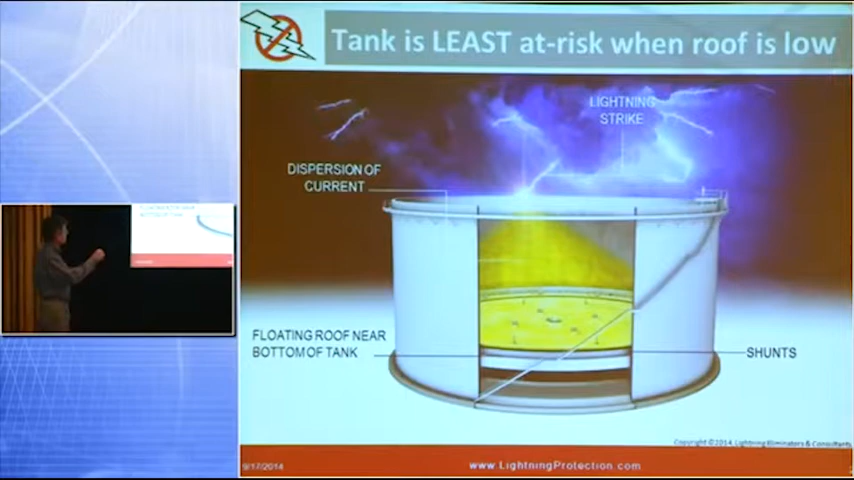 Tank is LEAST at-risk when roof is low
LIGHTNING
STRIKE
DISPERSION OF
CURRENT
FLOATING ROOF NEAR
BOTTOM OF TANK
SHUNTS
Copyright ©2014 Lightning Eliminators & Consultants
9/17/2014
www.LightningProtection.com